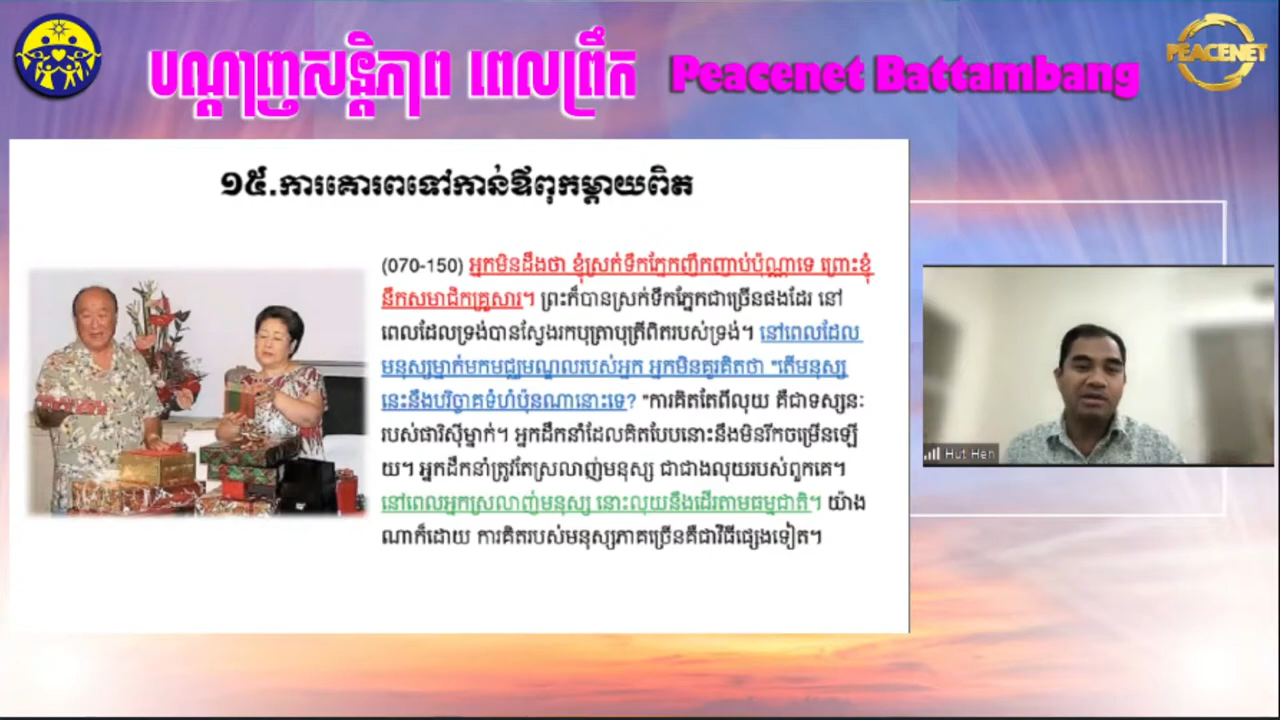 បណ្ដាញសន្តិភាព ពេលព្រឹក Peacenet Battambang
PEACENET
១៥.ការគោរពទៅកាន់ឪពុកម្ដាយពិត
(070-150) អ្នកមិនដឹងថា ខ្ញុំស្រក់ទឹកភ្នែកញឹកញាប់ប៉ុណ្ណាទេ ព្រោះខ្ញុំ
នឹកសមាជិកគ្រួសារ។ ព្រះក៏បានស្រក់ទឹកភ្នែកជាច្រើនផងដែរ នៅ
ពេលដែលទ្រង់បានស្វែងរកបុត្រាបុត្រីពិតរបស់ទ្រង់។ នៅពេលដែល
មនុស្សម្នាក់មកមជ្ឈមណ្ឌលរបស់អ្នក អ្នកមិនគួរគិតថា "តើមនុស្ស
នេះនឹងបរិច្ចាគទំហំប៉ុនណានោះទេ? "ការគិតតែពីលុយ គឺជាទស្សនៈ
របស់ផារិស៊ីម្នាក់។ អ្នកដឹកនាំដែលគិតបែបនោះនឹងមិនរីកចម្រើនឡើ
យ។ អ្នកដឹកនាំត្រូវតែស្រលាញ់មនុស្ស ជាជាងលុយរបស់ពួកគេ។
នៅពេលអ្នកស្រលាញ់មនុស្ស នោះលុយនឹងដើរតាមធម្មជាតិ។ យ៉ាង
ណាក៏ដោយ ការគិតរបស់មនុស្សភាគច្រើនគឺជាវិធីផ្សេងទៀត។
Hut Hen